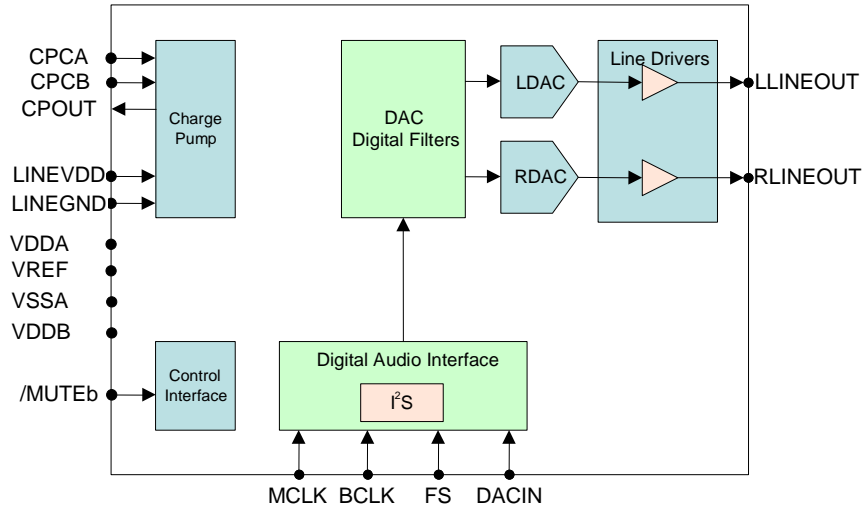 CPCA
CPCB
CPOUT
LINEVDD
LINEGND
VDDA
VREF
VSSA
VDDB
/MUTEb
Charge
Pump
Control
Interface
DAC
Digital Filters
LDAC
RDAC
Line Drivers
LLINEOUT
RLINEOUT
Digital Audio Interface
I²S
MCLK BCLK FS DACIN